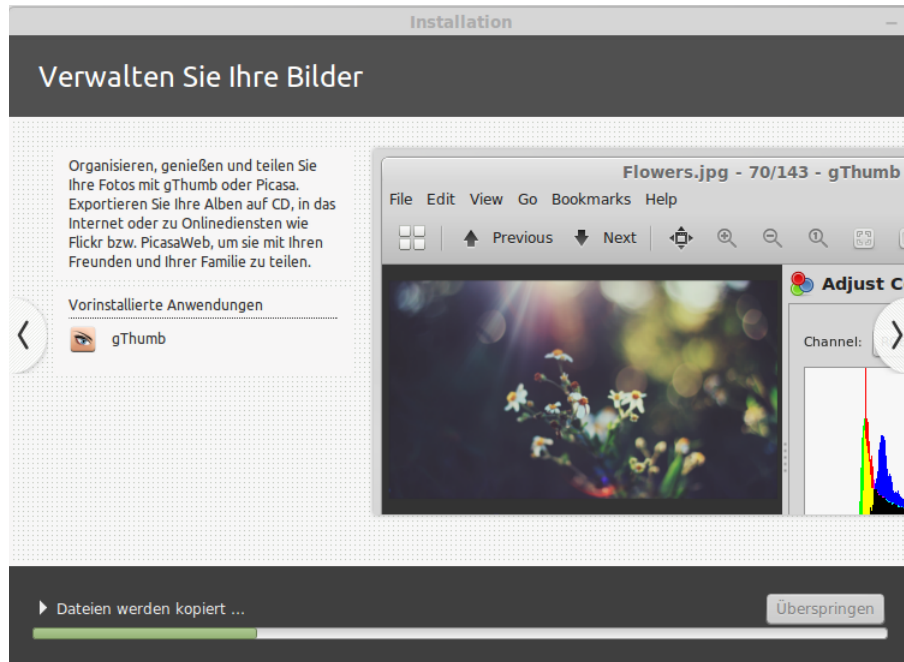 Installation
Verwalten Sie Ihre Bilder
Organisieren, genießen und teilen Sie
Ihre Fotos mit gThumb oder Picasa.
Exportieren Sie Ihre Alben auf CD, in das
Internet oder zu Onlinediensten wie
Flickr bzw. PicasaWeb, um sie mit Ihren
Freunden und Ihrer Familie zu teilen.
Vorinstallierte Anwendungen
gThumb
Flowers.jpg - 70/143 - gThumb
File Edit View Go Bookmarks Help
Previous Next
Adjust C
Channel:
Dateien werden kopiert ...
Überspringen